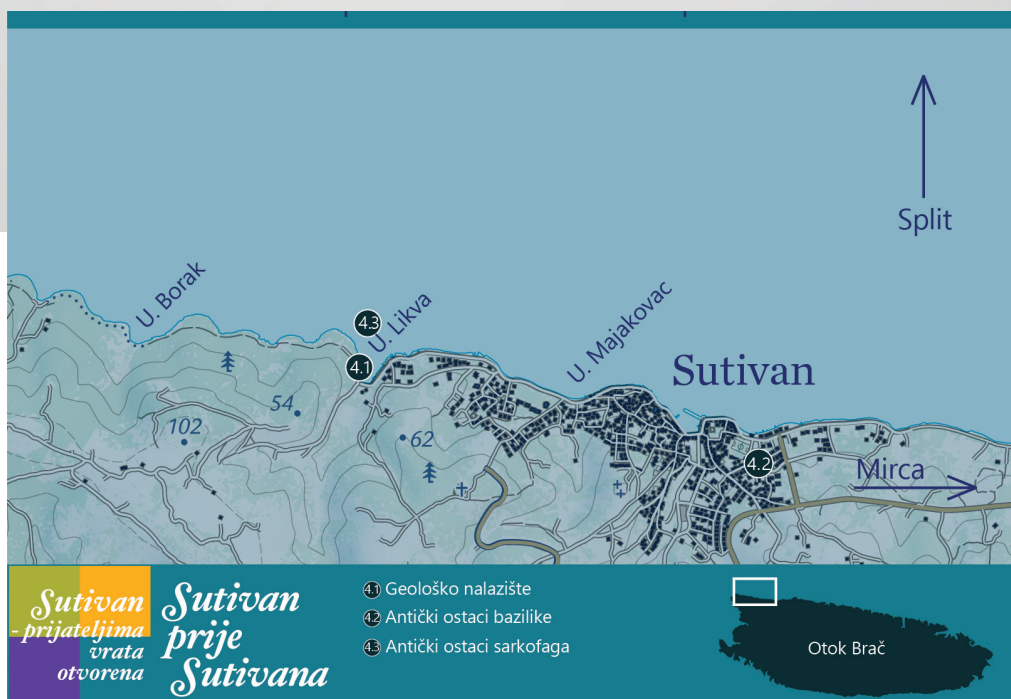 Split
U. Borak
4.3
U. Likva
4.1
U. Majakovac
Sutivan
54
102
62
4.2
Mirca
Sutivan
- prijateljima
vrata
otvorena
Sutivan
prije
Sutivana
4.1 Geološko nalazište
4.2 Antički ostaci bazilike
4.3 Antički ostaci sarkofaga
Otok Brač